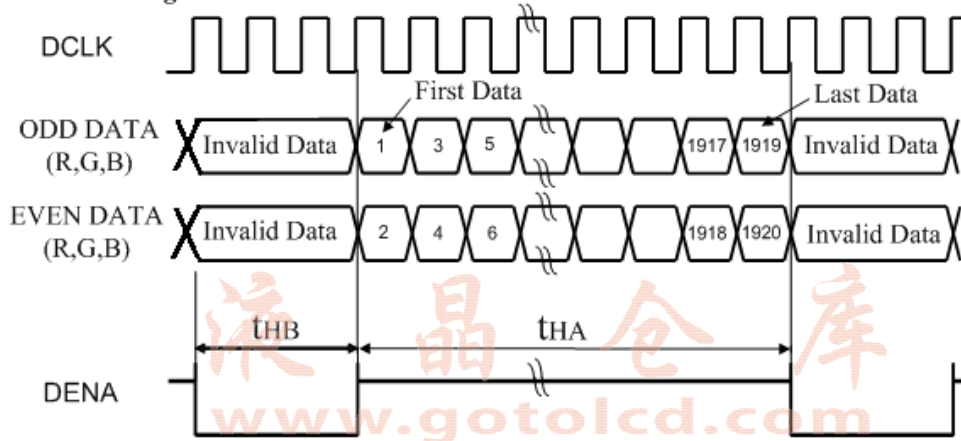 DCLK
First Data
Last Data
ODD DATA
(R,G,B)
Invalid Data 1 3 5 1917 1919 Invalid Data
EVEN DATA
(R,G,B)
Invalid Data 2 4 6 1918 1920 Invalid Data
tHB
tHA
液晶仓库
DENA
www.gotolcd.com